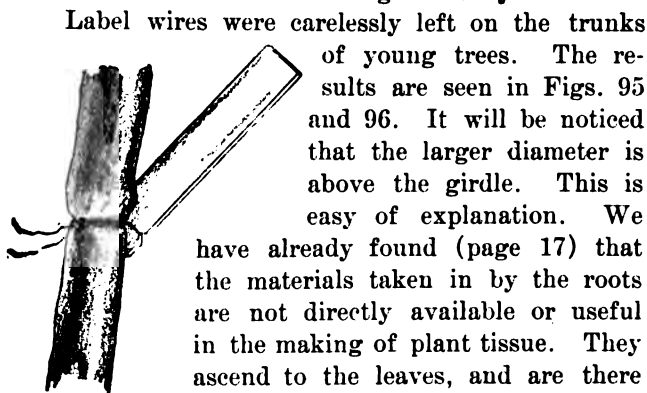 Label wires were carelessly left on the trunks
of young trees. The re-
sults are seen in Figs. 95
and 96. It will be noticed
that the larger diameter is
above the girdle. This is
easy of explanation. We
have already found (page 17) that
the materials taken in by the roots
are not directly available or useful
in the making of plant tissue. They
ascend to the leaves, and are there